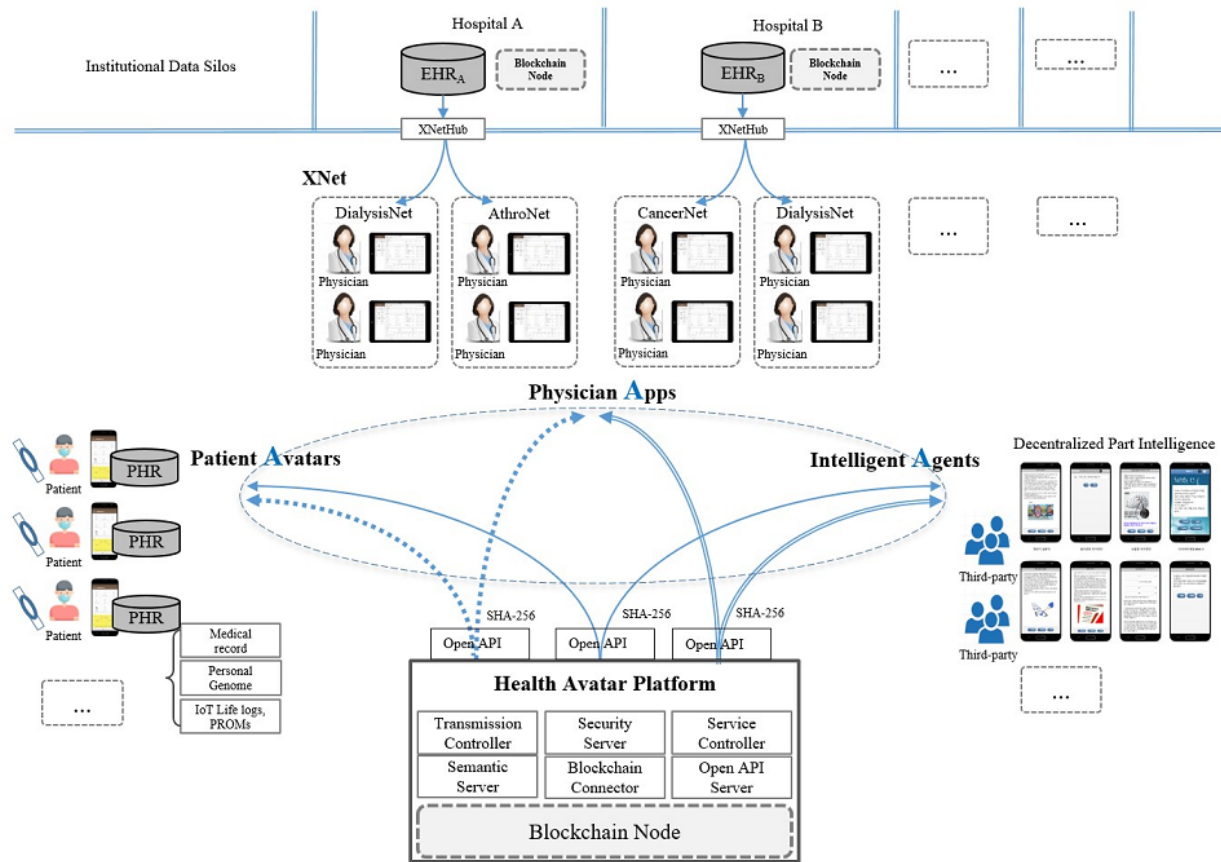 Hospital A
Hospital B
Institutional Data Silos
EHRA
Blockchain
Node
EHRB
Blockchain
Node
...
...
XNetHub
XNetHub
XNet
DialysisNet
AthroNet
CancerNet
DialysisNet
...
...
Physician
Physician
Physician
Physician
Physician
Physician
Physician
Physician
Physician Apps
Patient Avatars
Intelligent Agents
Decentralized Part Intelligence
PHR
Patient
PHR
Patient
PHR
Patient
Third-party
Third-party
...
Medical
record
Personal
Genome
IoT Life logs,
PROMs
...
SHA-256
SHA-256
SHA-256
Open API
Open API
Open API
Health Avatar Platform
Transmission
Controller
Security
Server
Service
Controller
Semantic
Server
Blockchain
Connector
Open API
Server
Blockchain Node